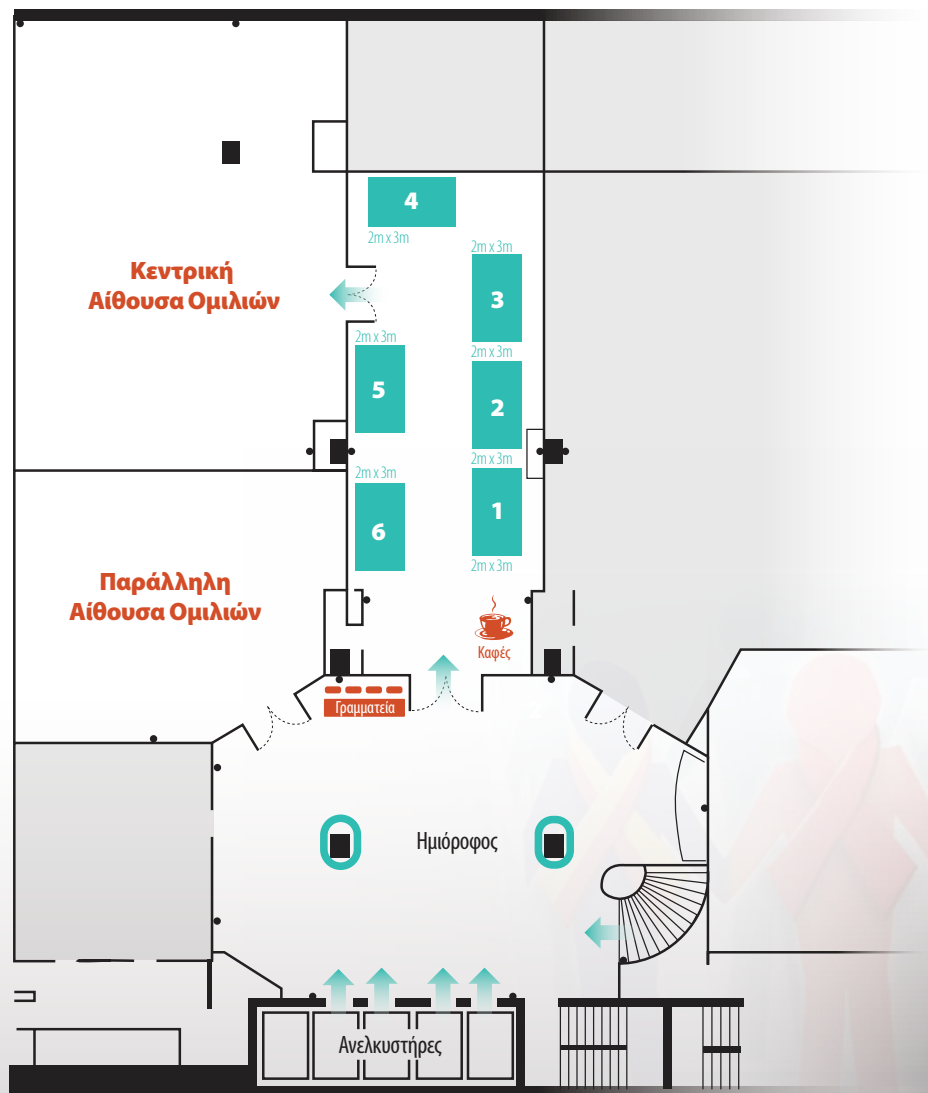 4
2m x 3m
2m x 3m
3
Κεντρική
Αίθουσα Ομιλιών
2m x 3m
5
2m x 3m
2
2m x 3m
6
2m x 3m
1
2m x 3m
Παράλληλη
Αίθουσα Ομιλιών
Καφές
Γραμματεία
Ημιόροφος
Ανελκυστήρες